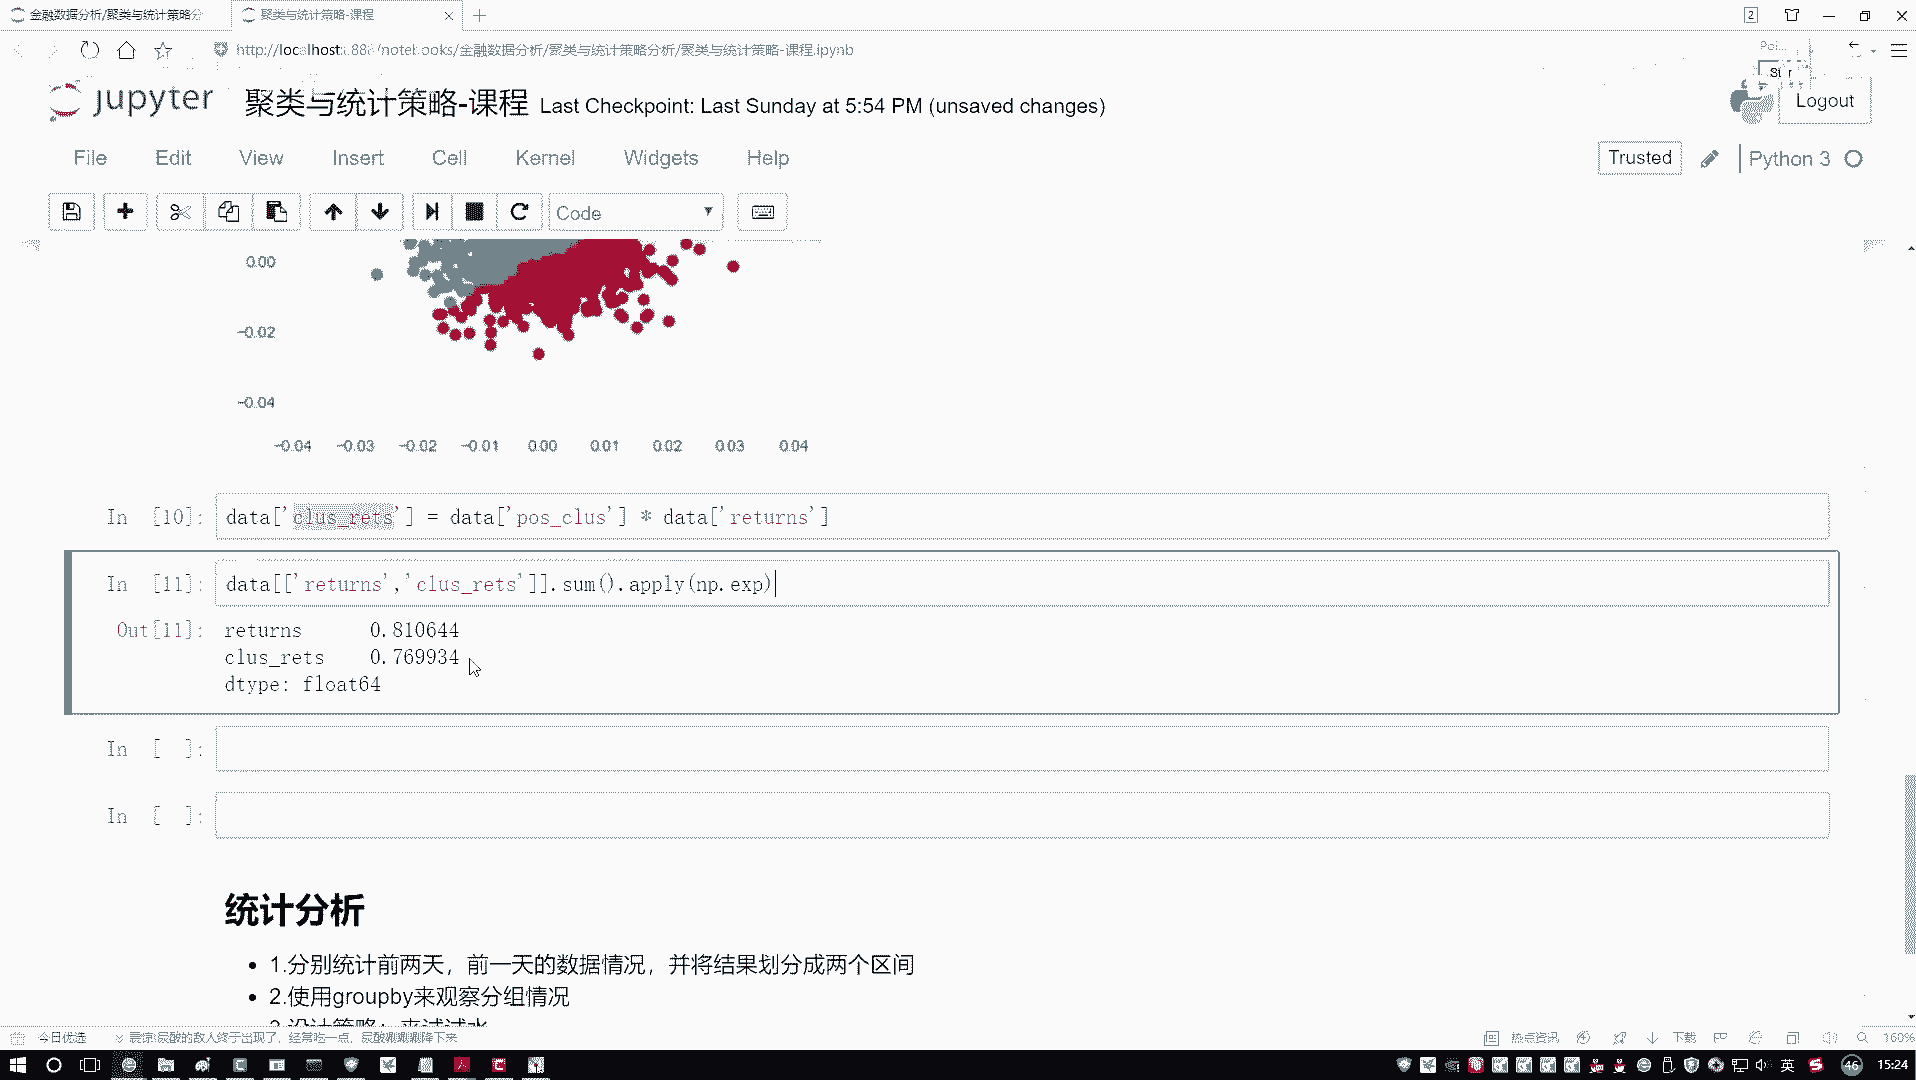 金融数据分析/聚类与统计策略分
聚类与统计策略-课程
2
/notebooks/金融数据分析/聚类与统计策略分析/聚类与统计策略-课程.ipynb
jupyter 聚类与统计策略-课程 Last Checkpoint: Last Sunday at 5:54 PM (unsaved changes)
Logout
File Edit View Insert Cell Kernel Widgets Help
Trusted Python 3
Code
0.00
−0.02
−0.04
−0.04 −0.03 −0.02 −0.01 0.00 0.01 0.02 0.03 0.04
In [10]: data['clus_rets'] = data['pos_clus'] * data['returns']
In [11]: data[['returns','clus_rets']].sum().apply(np.exp)
Out[11]: returns 0.810644
clus_rets 0.769934
dtype: float64
In [ ]:
In [ ]:
统计分析
1.分别统计前两天，前一天的数据情况，并将结果划分成两个区间
2.使用groupby来观察分组情况
今日优选
热点资讯 下载 160%
英 46 15:24